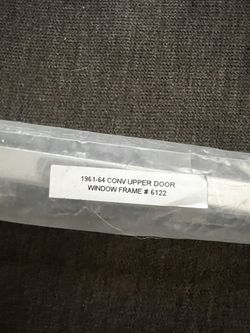 1961-64 CONV UPPER DOOR
WINDOW FRAME # 6122